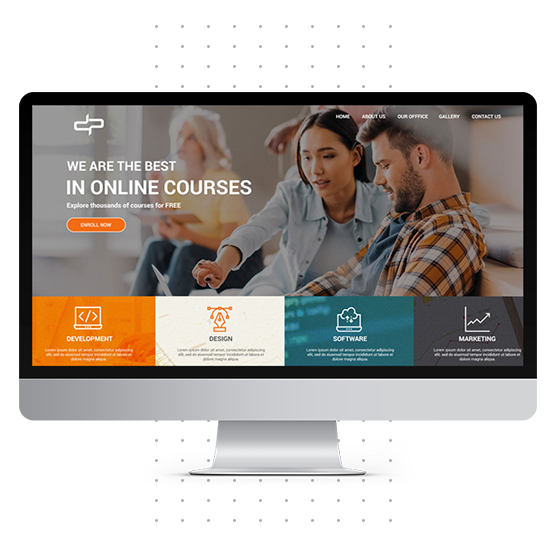 dp
HOME ABOUT US OUR OFFFICE GALLERY CONTACT US
WE ARE THE BEST
IN ONLINE COURSES
Explore thousands of courses for FREE
ENROLL NOW
DEVELOPMENT
Lorem ipsum dolor sit amet, consectetur adipiscing
elit, sed do eiusmod tempor incididunt ut labore et
dolore magna aliqua.
DESIGN
Lorem ipsum dolor sit amet, consectetur adipiscing
elit, sed do eiusmod tempor incididunt ut labore et
dolore magna aliqua.
SOFTWARE
Lorem ipsum dolor sit amet, consectetur adipiscing
elit, sed do eiusmod tempor incididunt ut labore et
dolore magna aliqua.
MARKETING
Lorem ipsum dolor sit amet, consectetur adipiscing
elit, sed do eiusmod tempor incididunt ut labore et
dolore magna aliqua.